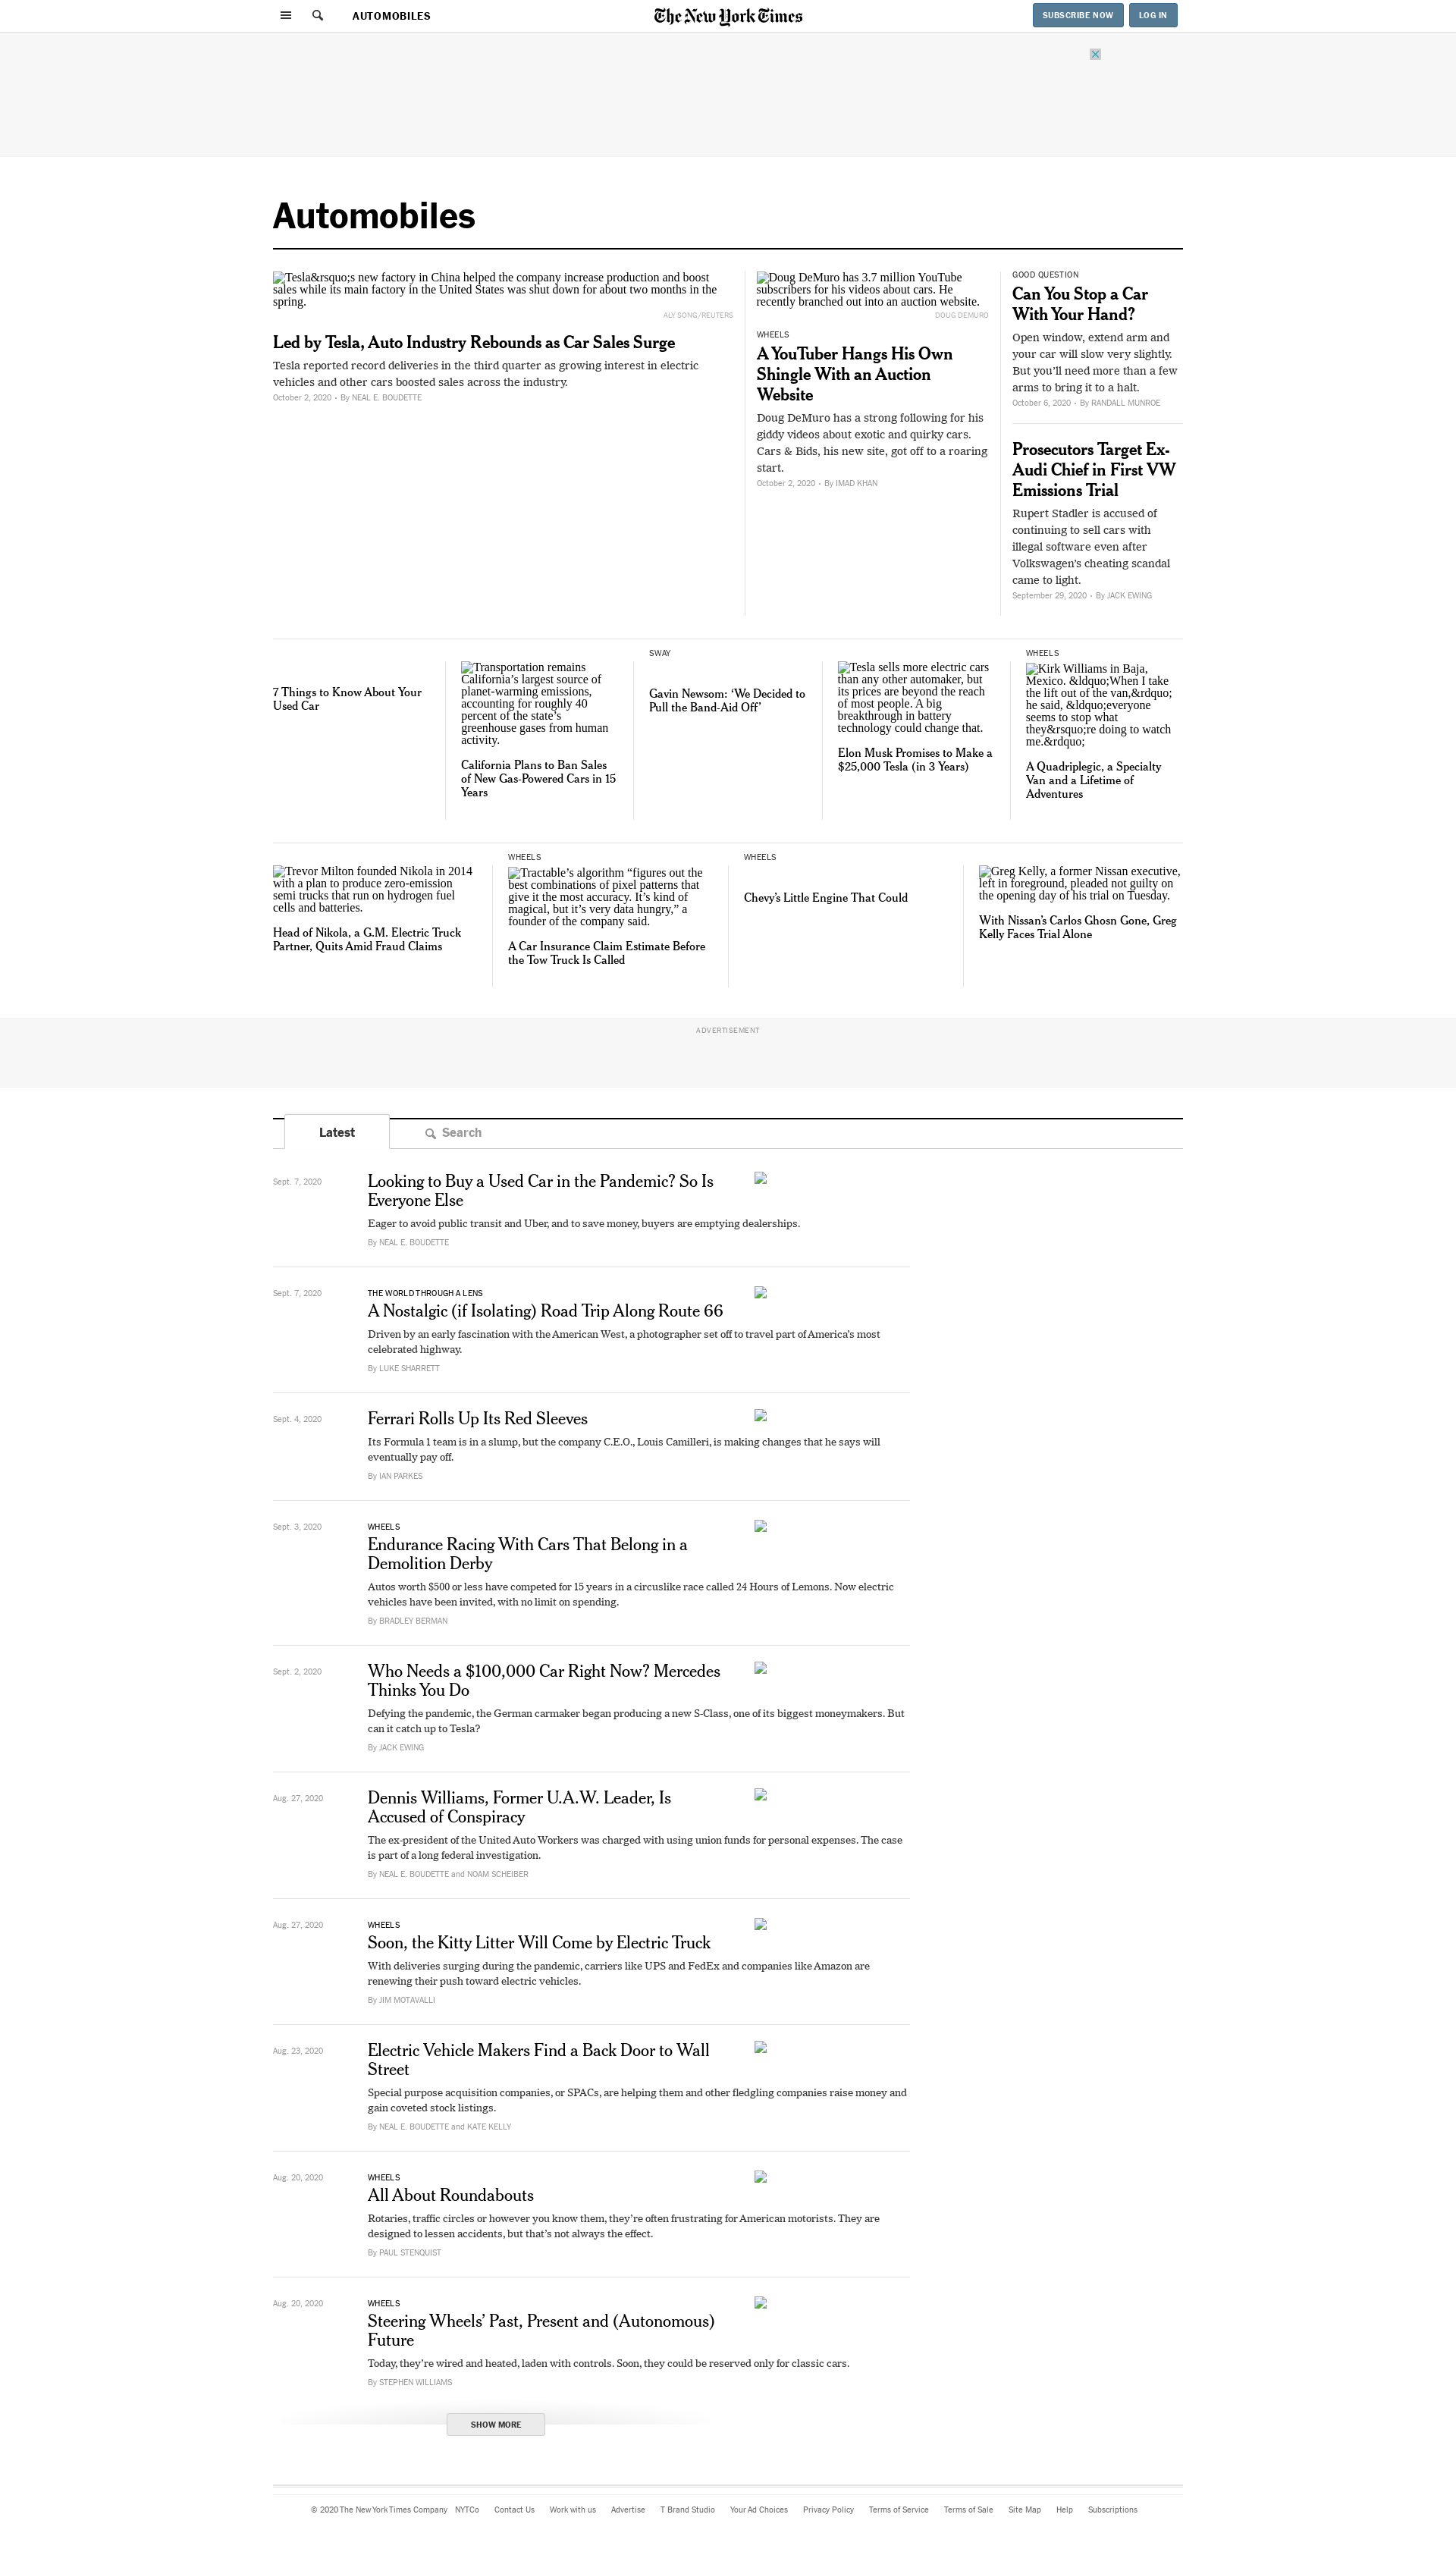 AUTOMOBILES
The New York Times
SUBSCRIBE NOW
LOG IN
Automobiles
Tesla&rsquo;s new factory in China helped the company increase production and boost
sales while its main factory in the United States was shut down for about two months in the
spring.
ALY SONG/REUTERS
Led by Tesla, Auto Industry Rebounds as Car Sales Surge
Tesla reported record deliveries in the third quarter as growing interest in electric
vehicles and other cars boosted sales across the industry.
October 2, 2020 • By NEAL E. BOUDETTE
Doug DeMuro has 3.7 million YouTube
subscribers for his videos about cars. He
recently branched out into an auction website.
DOUG DEMURO
WHEELS
A YouTuber Hangs His Own
Shingle With an Auction
Website
Doug DeMuro has a strong following for his
giddy videos about exotic and quirky cars.
Cars & Bids, his new site, got off to a roaring
start.
October 2, 2020 • By IMAD KHAN
GOOD QUESTION
Can You Stop a Car
With Your Hand?
Open window, extend arm and
your car will slow very slightly.
But you’ll need more than a few
arms to bring it to a halt.
October 6, 2020 • By RANDALL MUNROE
Prosecutors Target Ex-
Audi Chief in First VW
Emissions Trial
Rupert Stadler is accused of
continuing to sell cars with
illegal software even after
Volkswagen’s cheating scandal
came to light.
September 29, 2020 • By JACK EWING
7 Things to Know About Your
Used Car
Transportation remains
California’s largest source of
planet-warming emissions,
accounting for roughly 40
percent of the state’s
greenhouse gases from human
activity.
California Plans to Ban Sales
of New Gas-Powered Cars in 15
Years
SWAY
Gavin Newsom: ‘We Decided to
Pull the Band-Aid Off’
Tesla sells more electric cars
than any other automaker, but
its prices are beyond the reach
of most people. A big
breakthrough in battery
technology could change that.
Elon Musk Promises to Make a
$25,000 Tesla (in 3 Years)
WHEELS
Kirk Williams in Baja,
Mexico. &ldquo;When I take
the lift out of the van,&rdquo;
he said, &ldquo;everyone
seems to stop what
they&rsquo;re doing to watch
me.&rdquo;
A Quadriplegic, a Specialty
Van and a Lifetime of
Adventures
Trevor Milton founded Nikola in 2014
with a plan to produce zero-emission
semi trucks that run on hydrogen fuel
cells and batteries.
Head of Nikola, a G.M. Electric Truck
Partner, Quits Amid Fraud Claims
WHEELS
Tractable’s algorithm “figures out the
best combinations of pixel patterns that
give it the most accuracy. It’s kind of
magical, but it’s very data hungry,” a
founder of the company said.
A Car Insurance Claim Estimate Before
the Tow Truck Is Called
WHEELS
Chevy’s Little Engine That Could
Greg Kelly, a former Nissan executive,
left in foreground, pleaded not guilty on
the opening day of his trial on Tuesday.
With Nissan’s Carlos Ghosn Gone, Greg
Kelly Faces Trial Alone
ADVERTISEMENT
Latest
Search
Sept. 7, 2020
Looking to Buy a Used Car in the Pandemic? So Is
Everyone Else
Eager to avoid public transit and Uber, and to save money, buyers are emptying dealerships.
By NEAL E. BOUDETTE
Sept. 7, 2020
THE WORLD THROUGH A LENS
A Nostalgic (if Isolating) Road Trip Along Route 66
Driven by an early fascination with the American West, a photographer set off to travel part of America’s most
celebrated highway.
By LUKE SHARRETT
Sept. 4, 2020
Ferrari Rolls Up Its Red Sleeves
Its Formula 1 team is in a slump, but the company C.E.O., Louis Camilleri, is making changes that he says will
eventually pay off.
By IAN PARKES
Sept. 3, 2020
WHEELS
Endurance Racing With Cars That Belong in a
Demolition Derby
Autos worth $500 or less have competed for 15 years in a circuslike race called 24 Hours of Lemons. Now electric
vehicles have been invited, with no limit on spending.
By BRADLEY BERMAN
Sept. 2, 2020
Who Needs a $100,000 Car Right Now? Mercedes
Thinks You Do
Defying the pandemic, the German carmaker began producing a new S-Class, one of its biggest moneymakers. But
can it catch up to Tesla?
By JACK EWING
Aug. 27, 2020
Dennis Williams, Former U.A.W. Leader, Is
Accused of Conspiracy
The ex-president of the United Auto Workers was charged with using union funds for personal expenses. The case
is part of a long federal investigation.
By NEAL E. BOUDETTE and NOAM SCHEIBER
Aug. 27, 2020
WHEELS
Soon, the Kitty Litter Will Come by Electric Truck
With deliveries surging during the pandemic, carriers like UPS and FedEx and companies like Amazon are
renewing their push toward electric vehicles.
By JIM MOTAVALLI
Aug. 23, 2020
Electric Vehicle Makers Find a Back Door to Wall
Street
Special purpose acquisition companies, or SPACs, are helping them and other fledgling companies raise money and
gain coveted stock listings.
By NEAL E. BOUDETTE and KATE KELLY
Aug. 20, 2020
WHEELS
All About Roundabouts
Rotaries, traffic circles or however you know them, they’re often frustrating for American motorists. They are
designed to lessen accidents, but that’s not always the effect.
By PAUL STENQUIST
Aug. 20, 2020
WHEELS
Steering Wheels’ Past, Present and (Autonomous)
Future
Today, they’re wired and heated, laden with controls. Soon, they could be reserved only for classic cars.
By STEPHEN WILLIAMS
SHOW MORE
© 2020 The New York Times Company NYTCo Contact Us Work with us Advertise T Brand Studio Your Ad Choices Privacy Policy Terms of Service Terms of Sale Site Map Help Subscriptions